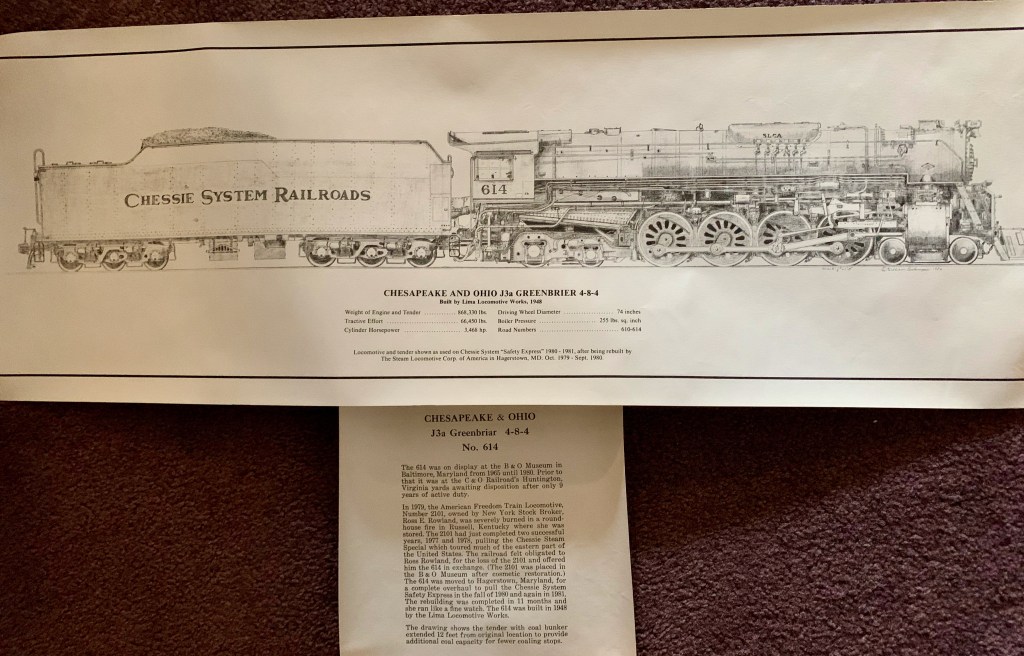 SLCA
614
CHESSIE SYSTEM RAILROADS
CHESAPEAKE AND OHIO J3a GREENBRIER 4-8-4
Built by Lima Locomotive Works, 1948
Weight of Engine and Tender .......... 868,330 lbs. Driving Wheel Diameter .......... 74 inches
Tractive Effort .......... 66,450 lbs. Boiler Pressure .......... 255 lbs. sq. inch
Cylinder Horsepower .......... 3,468 hp. Road Numbers .......... 610-614
Locomotive and tender shown as used on Chessie System "Safety Express" 1980 - 1981, after being rebuilt by
The Steam Locomotive Corp. of America in Hagerstown, MD. Oct. 1979 - Sept. 1980.
CHESAPEAKE & OHIO
J3a Greenbriar 4-8-4
No. 614
The 614 was on display at the B & O Museum in
Baltimore, Maryland from 1965 until 1980. Prior to
that it was at the C & O Railroad's Huntington,
Virginia yards awaiting disposition after only 9
years of active duty.
In 1979, the American Freedom Train Locomotive,
Number 2101, owned by New York Stock Broker,
Ross E. Rowland, was severely burned in a round-
house fire in Russell, Kentucky where she was
stored. The 2101 had just completed two successful
years, 1977 and 1978, pulling the Chessie Steam
Special which toured much of the eastern part of
the United States. The railroad felt obligated to
Ross Rowland, for the loss of the 2101 and offered
him the 614 in exchange. (The 2101 was placed in
the B & O Museum after cosmetic restoration.)
The 614 was moved to Hagerstown, Maryland, for
a complete overhaul to pull the Chessie System
Safety Express in the fall of 1980 and again in 1981.
The rebuilding was completed in 11 months and
she ran like a fine watch. The 614 was built in 1948
by the Lima Locomotive Works.
The drawing shows the tender with coal bunker
extended 12 feet from original location to provide
additional coal capacity for fewer coaling stops.